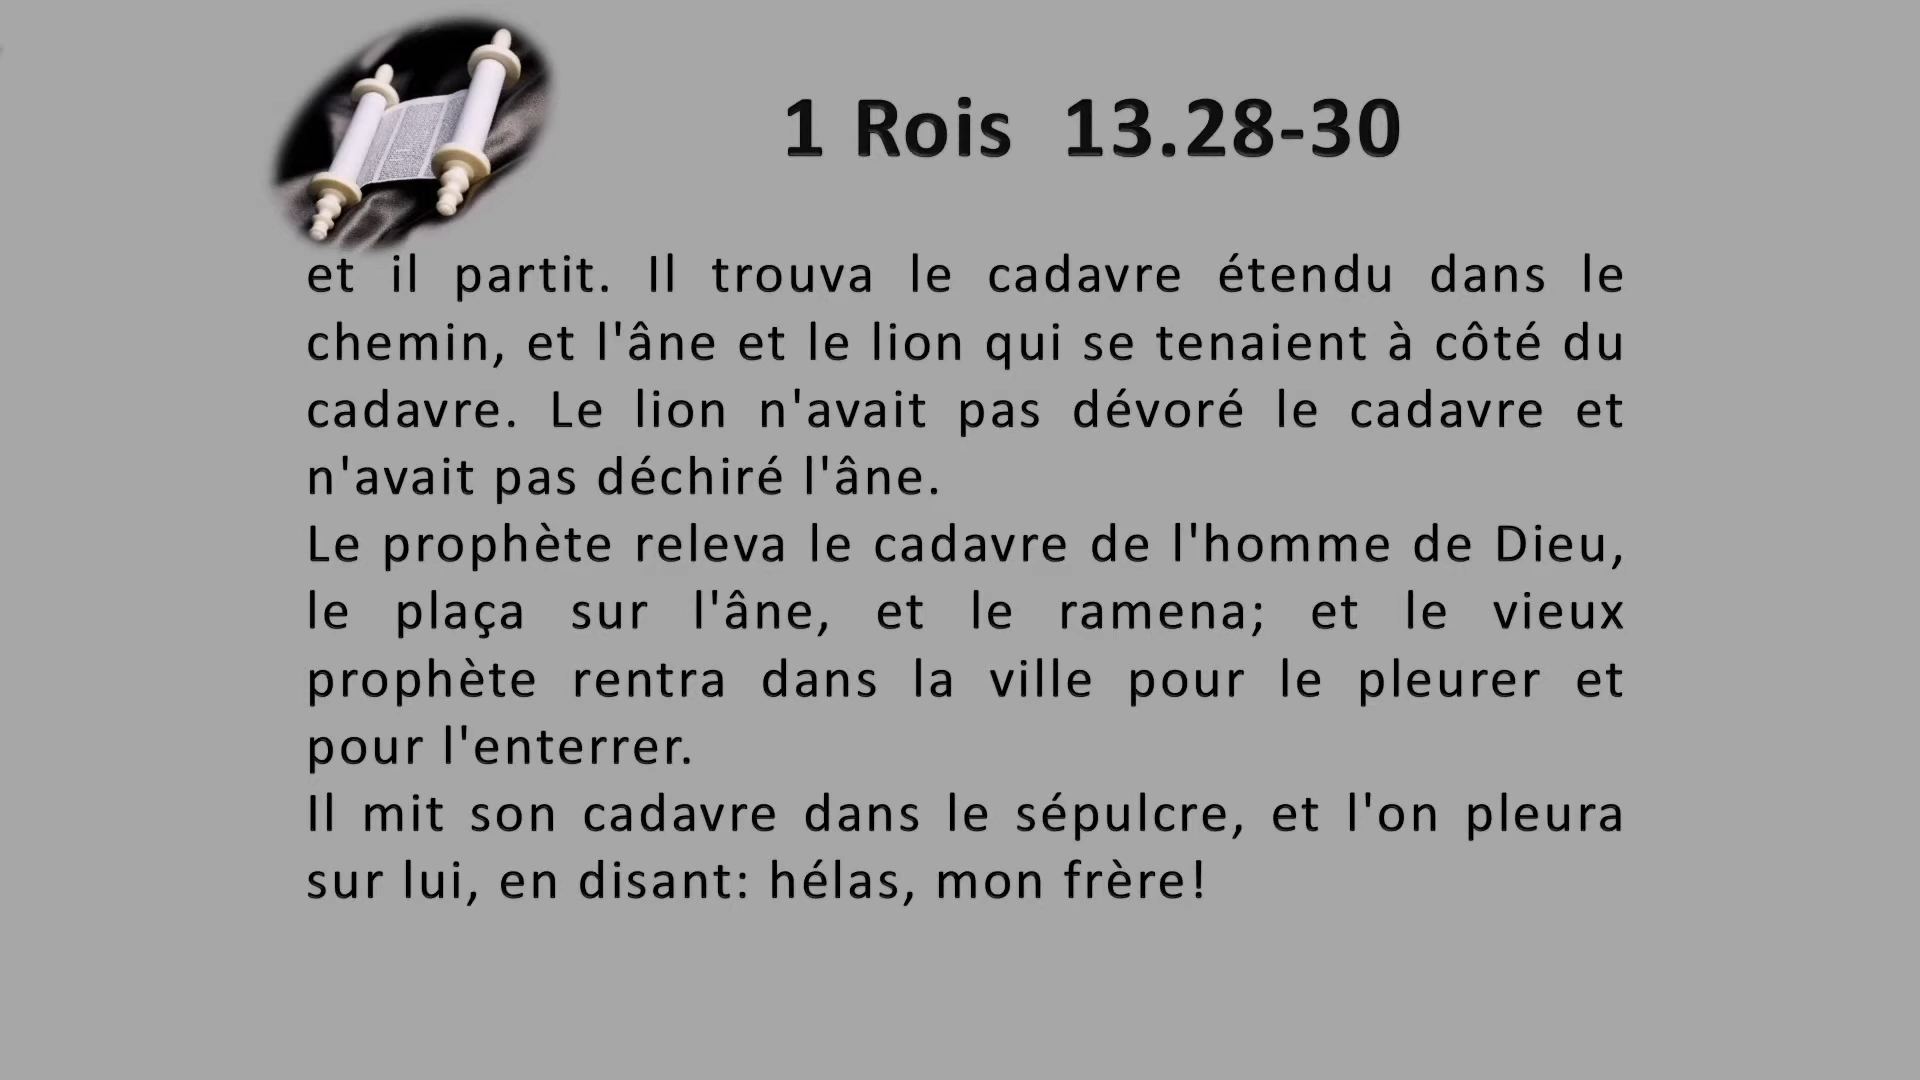 1 Rois 13.28-30
et il partit. Il trouva le cadavre étendu dans le
chemin, et l'âne et le lion qui se tenaient à côté du
cadavre. Le lion n'avait pas dévoré le cadavre et
n'avait pas déchiré l'âne.
Le prophète releva le cadavre de l'homme de Dieu,
le plaça sur l'âne, et le ramena; et le vieux
prophète rentra dans la ville pour le pleurer et
pour l'enterrer.
Il mit son cadavre dans le sépulcre, et l'on pleura
sur lui, en disant: hélas, mon frère!